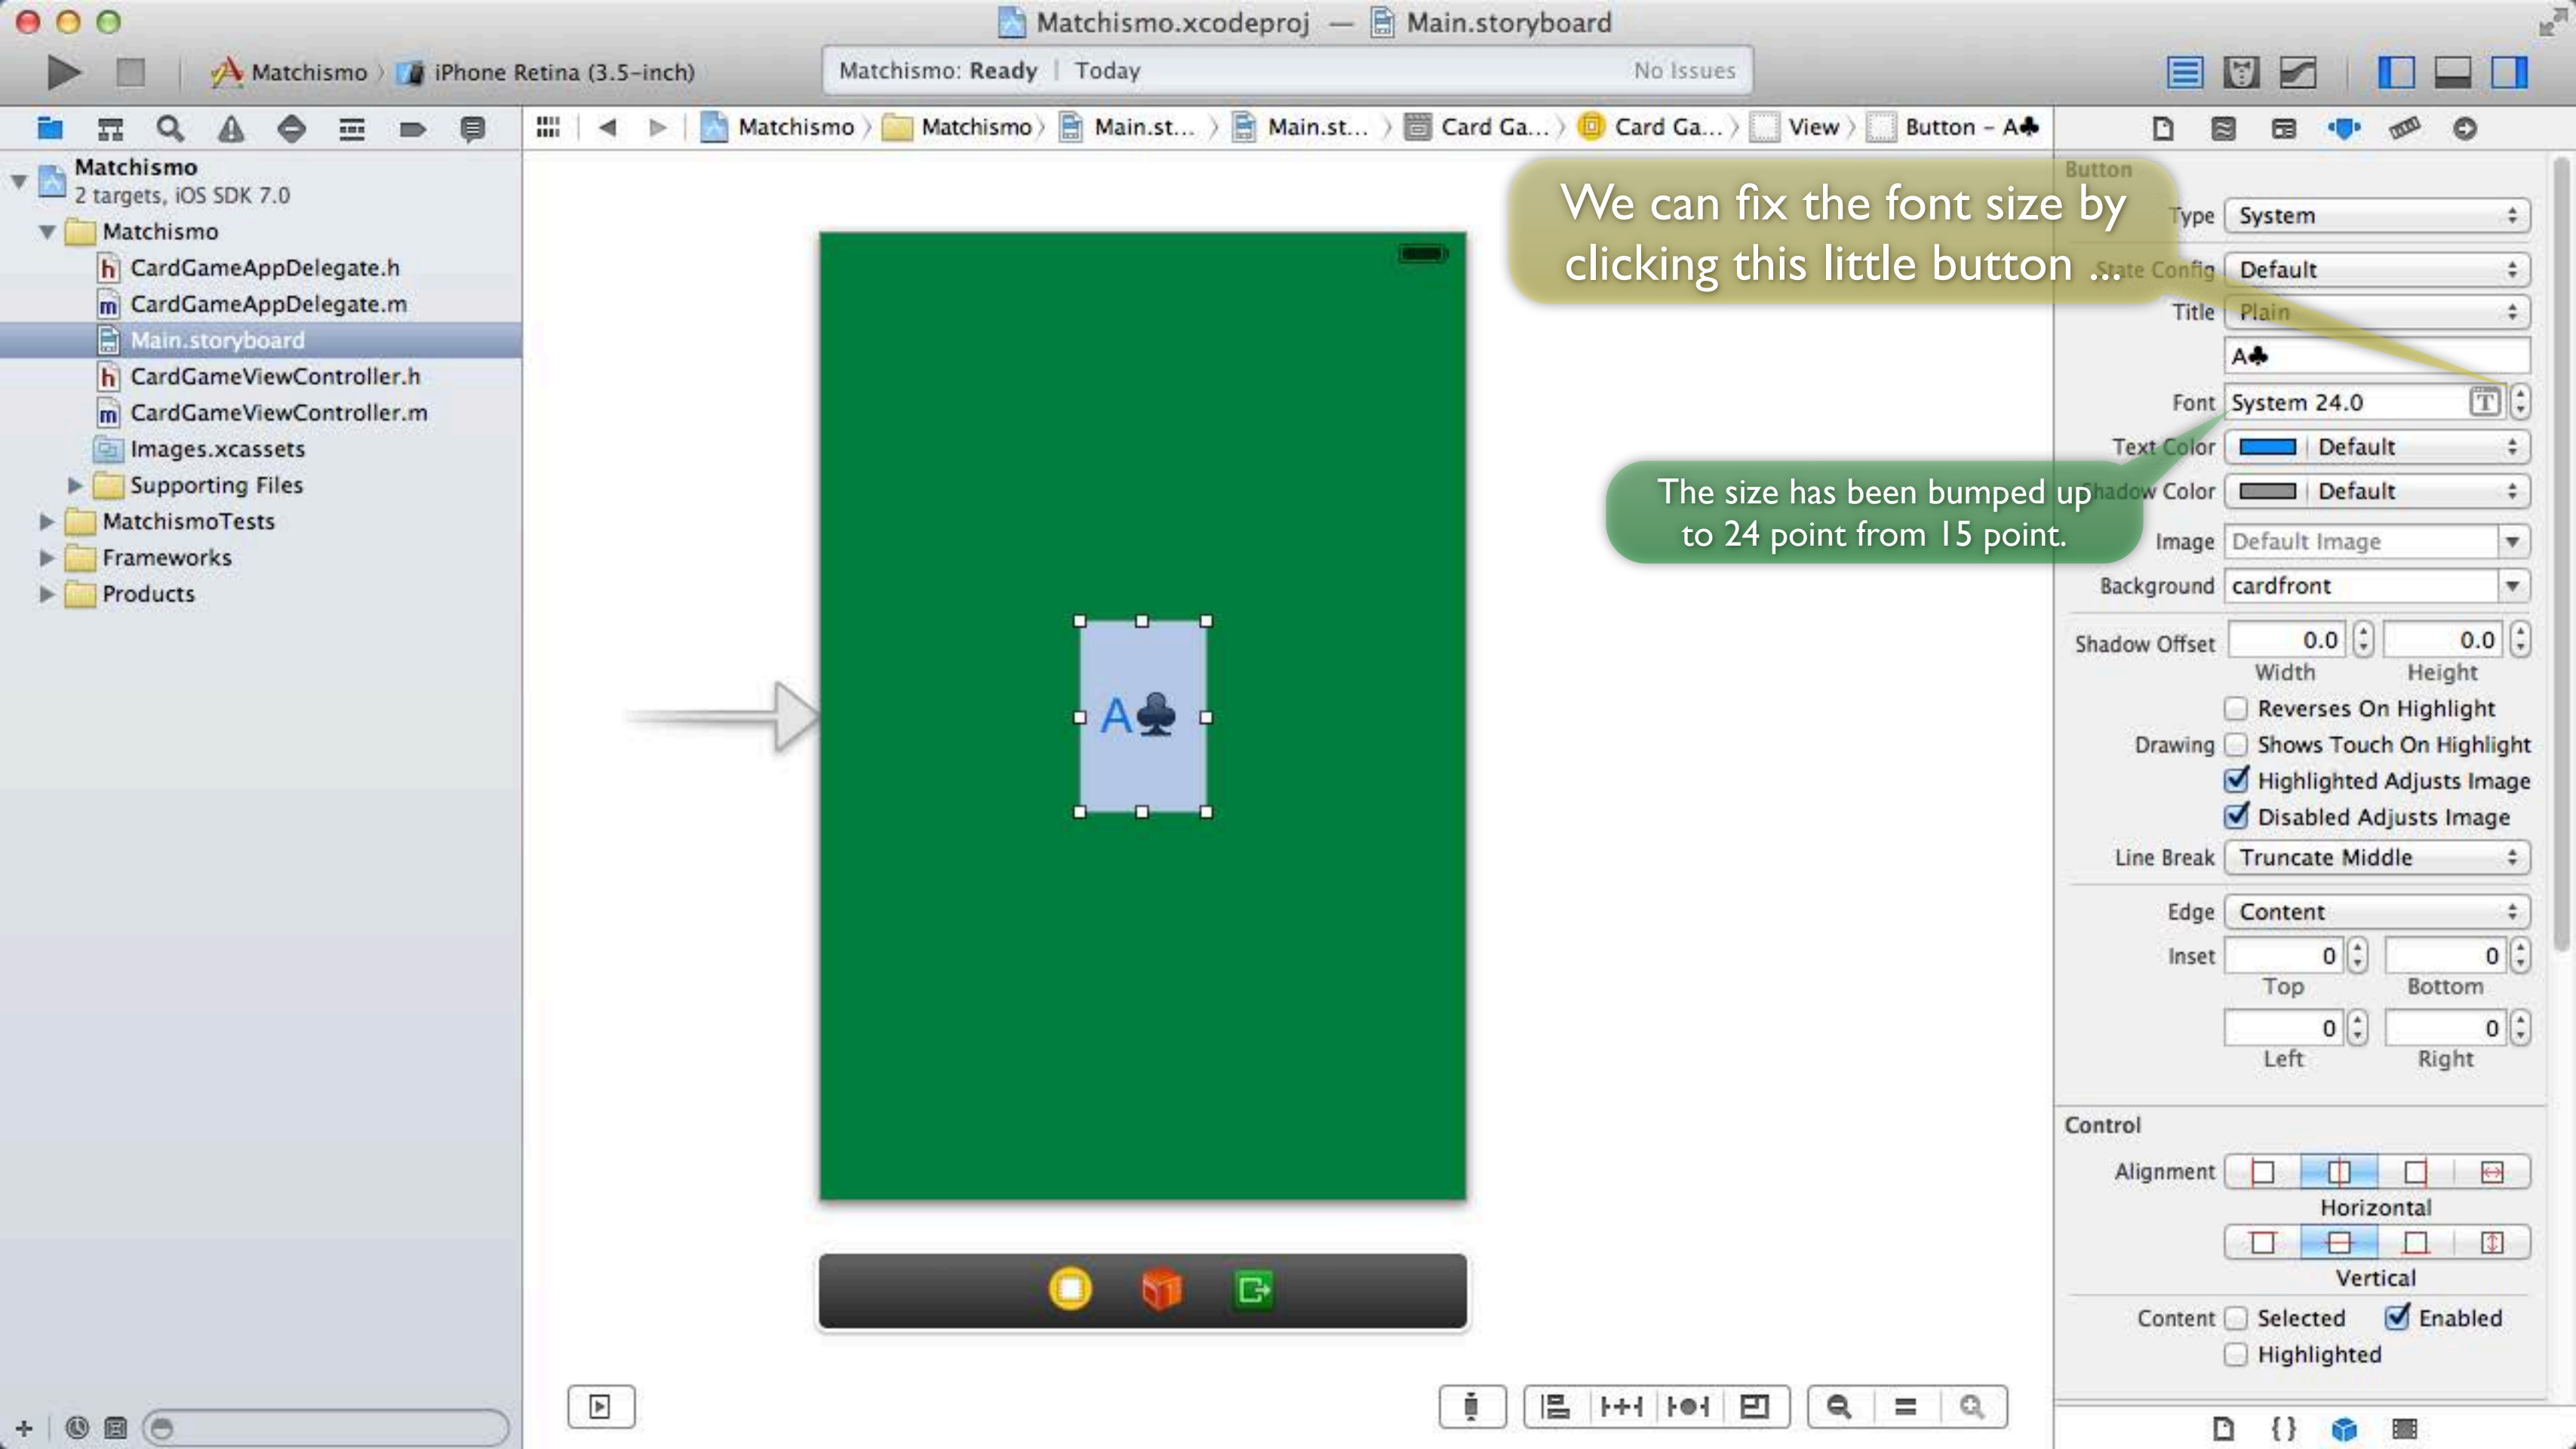 Matchismo.xcodeproj — Main.storyboard
Matchismo
iPhone Retina (3.5-inch)
Matchismo: Ready | Today
No Issues
Matchismo
Matchismo
Main.st...
Main.st...
Card Ga...
Card Ga...
View
Button - A♣
Matchismo
2 targets, iOS SDK 7.0
Matchismo
h CardGameAppDelegate.h
m CardGameAppDelegate.m
Main.storyboard
h CardGameViewController.h
m CardGameViewController.m
Images.xcassets
Supporting Files
MatchismoTests
Frameworks
Products
We can fix the font size by
clicking this little button ...
The size has been bumped up
to 24 point from 15 point.
A♣
Button
Type System
State Config Default
Title Plain
A♣
Font System 24.0 T
Text Color Default
Shadow Color Default
Image Default Image
Background cardfront
Shadow Offset 0.0 0.0
Width Height
Reverses On Highlight
Drawing Shows Touch On Highlight
Highlighted Adjusts Image
Disabled Adjusts Image
Line Break Truncate Middle
Edge Content
Inset 0 0
Top Bottom
0 0
Left Right
Control
Alignment
Horizontal
Vertical
Content Selected Enabled
Highlighted
{ }